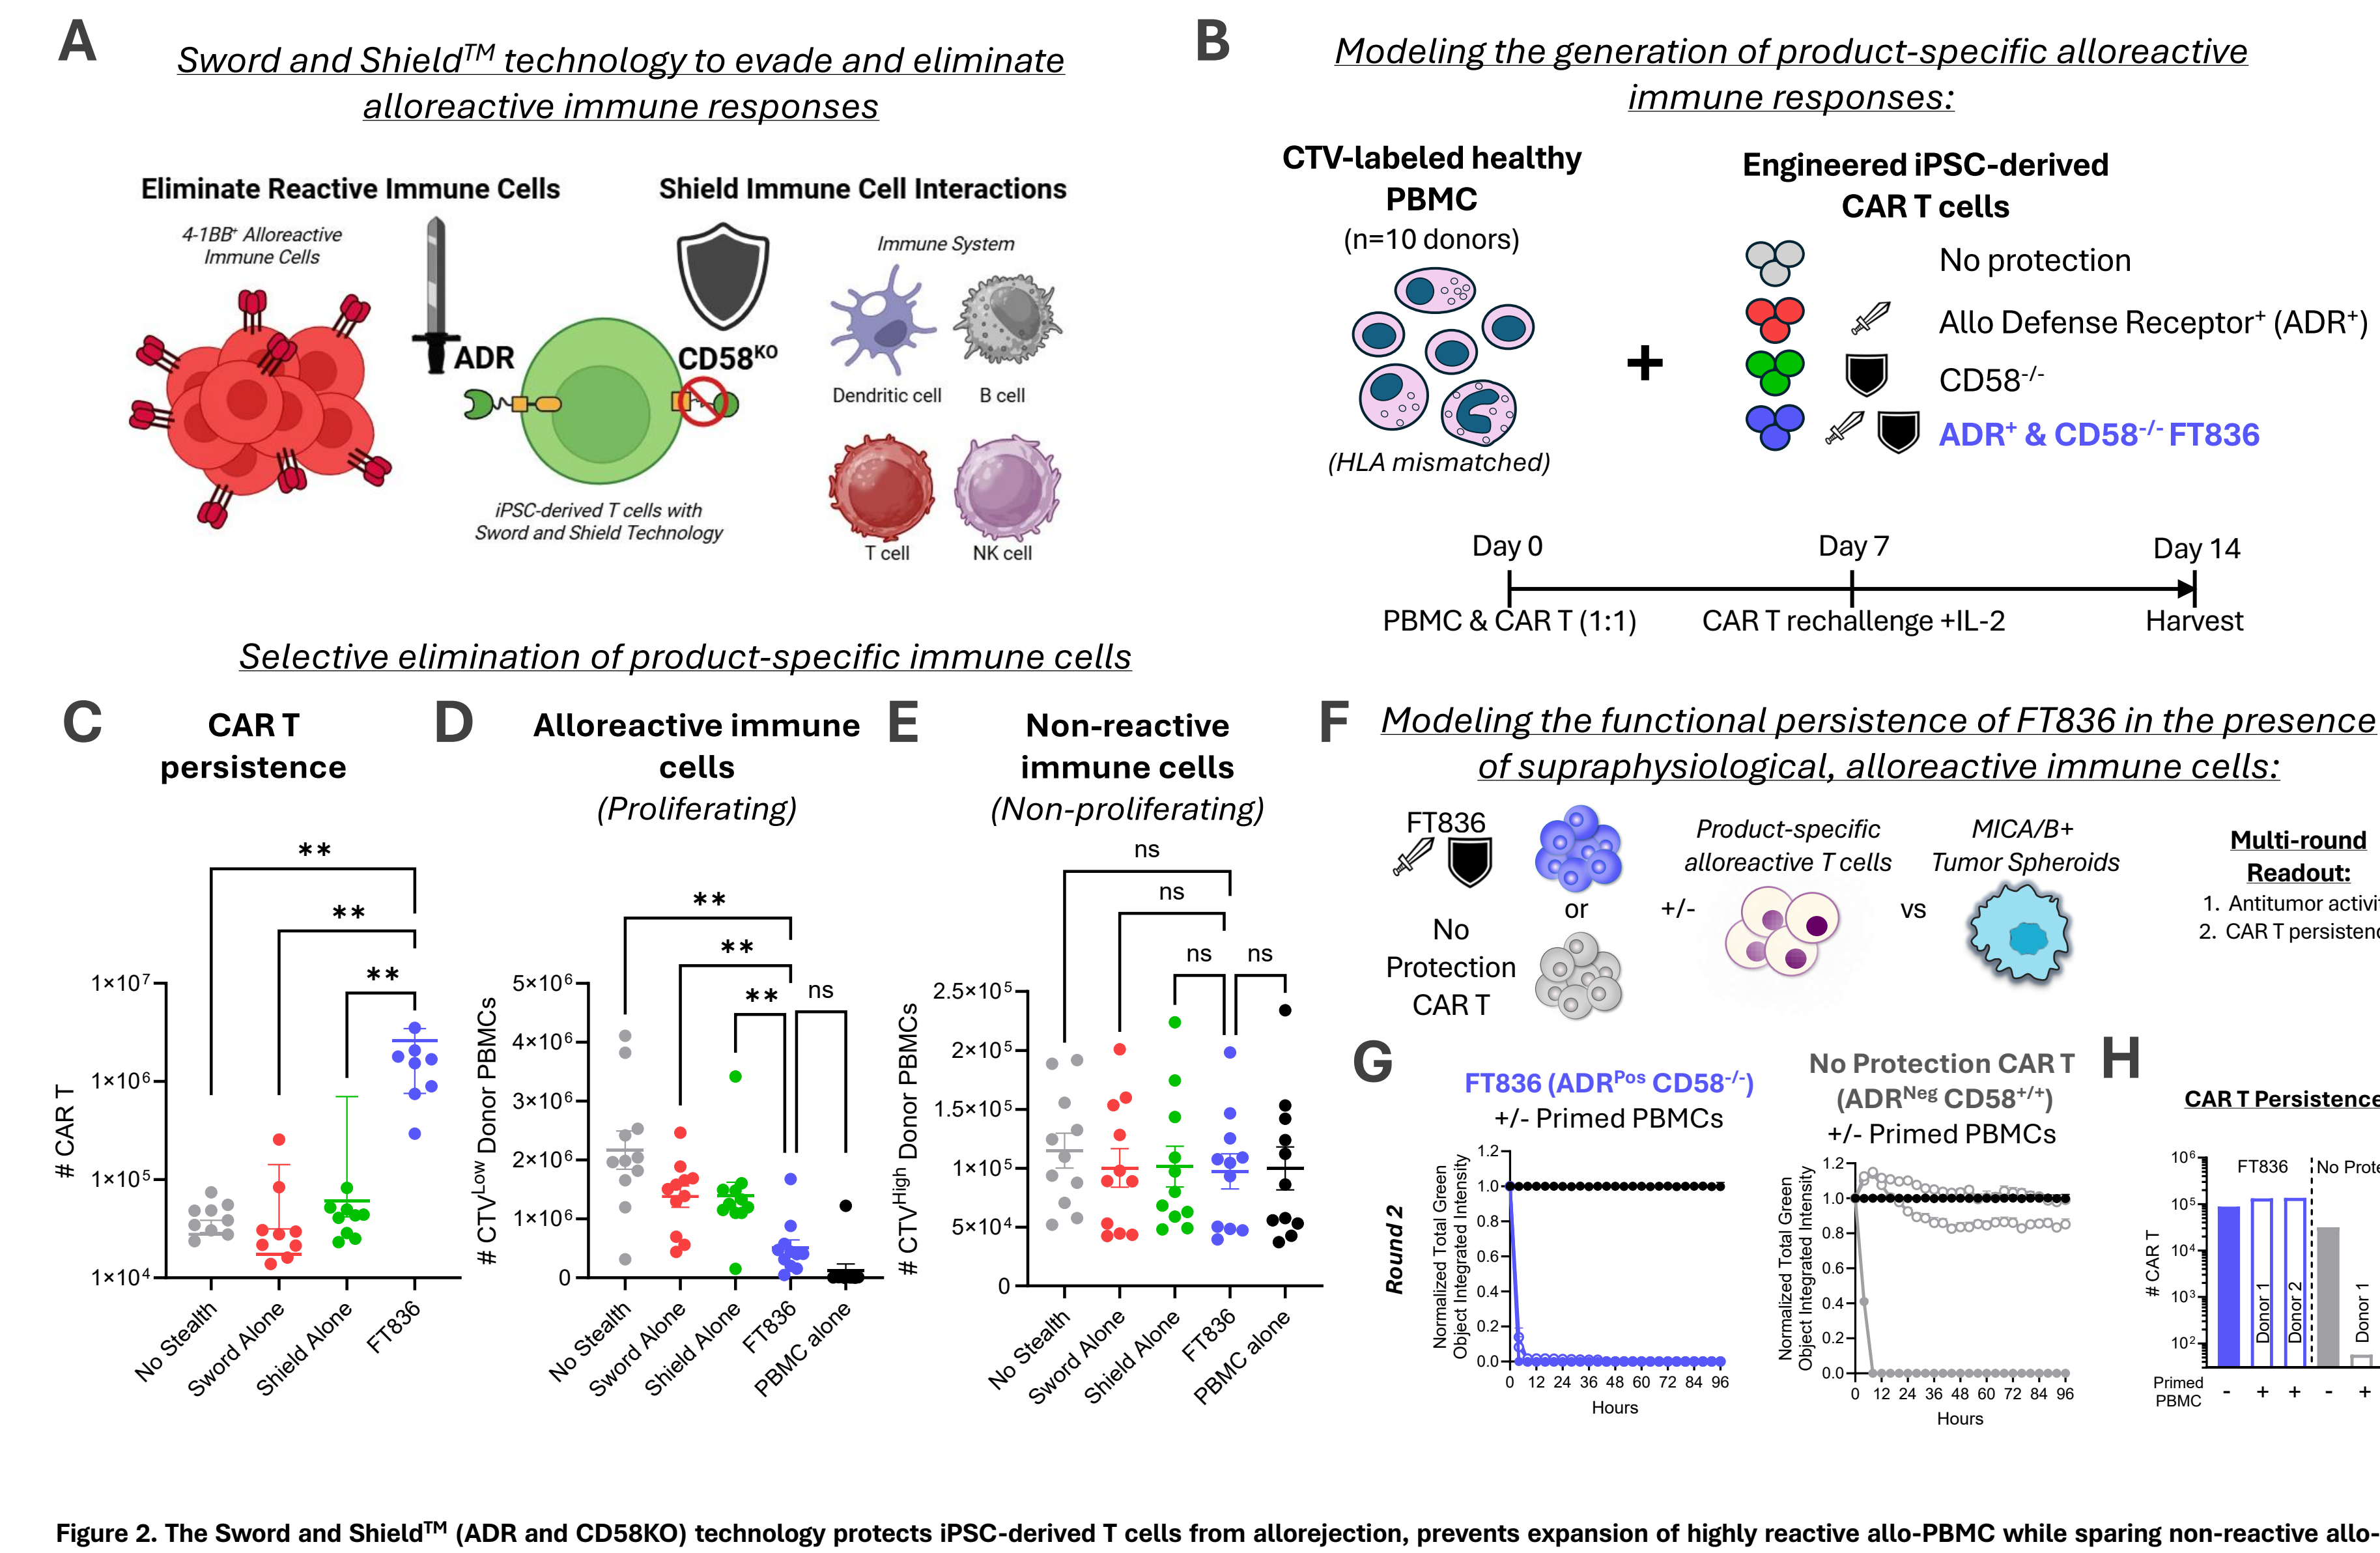 A
Sword and Shield™ technology to evade and eliminate
alloreactive immune responses
Eliminate Reactive Immune Cells
Shield Immune Cell Interactions
4-1BB⁺ Alloreactive
Immune Cells
Immune System
ADR
CD58ᴷᴼ
Dendritic cell
B cell
iPSC-derived T cells with
Sword and Shield Technology
T cell
NK cell
B
Modeling the generation of product-specific alloreactive
immune responses:
CTV-labeled healthy
PBMC
(n=10 donors)
(HLA mismatched)
+
Engineered iPSC-derived
CAR T cells
No protection
Allo Defense Receptor⁺ (ADR⁺)
CD58⁻/⁻
ADR⁺ & CD58⁻/⁻ FT836
Day 0
Day 7
Day 14
PBMC & CAR T (1:1)
CAR T rechallenge +IL-2
Harvest
Selective elimination of product-specific immune cells
C
CAR T
persistence
**
**
**
# CAR T
1×10⁷
1×10⁶
1×10⁵
1×10⁴
No Stealth
Sword Alone
Shield Alone
FT836
D
Alloreactive immune
cells
(Proliferating)
**
**
**
ns
# CTVᴸᵒʷ Donor PBMCs
5×10⁶
4×10⁶
3×10⁶
2×10⁶
1×10⁶
0
No Stealth
Sword Alone
Shield Alone
FT836
PBMC alone
E
Non-reactive
immune cells
(Non-proliferating)
ns
ns
ns
ns
# CTVᴴⁱᵍʰ Donor PBMCs
2.5×10⁵
2×10⁵
1.5×10⁵
1×10⁵
5×10⁴
0
No Stealth
Sword Alone
Shield Alone
FT836
PBMC alone
F
Modeling the functional persistence of FT836 in the presence
of supraphysiological, alloreactive immune cells:
FT836
or
No
Protection
CAR T
+/-
Product-specific
alloreactive T cells
vs
MICA/B+
Tumor Spheroids
Multi-round
Readout:
1. Antitumor activi
2. CAR T persistenc
G
FT836 (ADRᴾᵒˢ CD58⁻/⁻)
+/- Primed PBMCs
Round 2
Normalized Total Green
Object Integrated Intensity
1.2
1.0
0.8
0.6
0.4
0.2
0.0
0 12 24 36 48 60 72 84 96
Hours
No Protection CAR T
(ADRᴺᵉᵍ CD58⁺/⁺)
+/- Primed PBMCs
Normalized Total Green
Object Integrated Intensity
1.2
1.0
0.8
0.6
0.4
0.2
0.0
0 12 24 36 48 60 72 84 96
Hours
H
CAR T Persistence
FT836
No Prote
# CAR T
10⁶
10⁵
10⁴
10³
10²
Donor 1
Donor 2
Donor 1
Primed
PBMC
- + + - +
Figure 2. The Sword and Shield™ (ADR and CD58KO) technology protects iPSC-derived T cells from allorejection, prevents expansion of highly reactive allo-PBMC while sparing non-reactive allo-